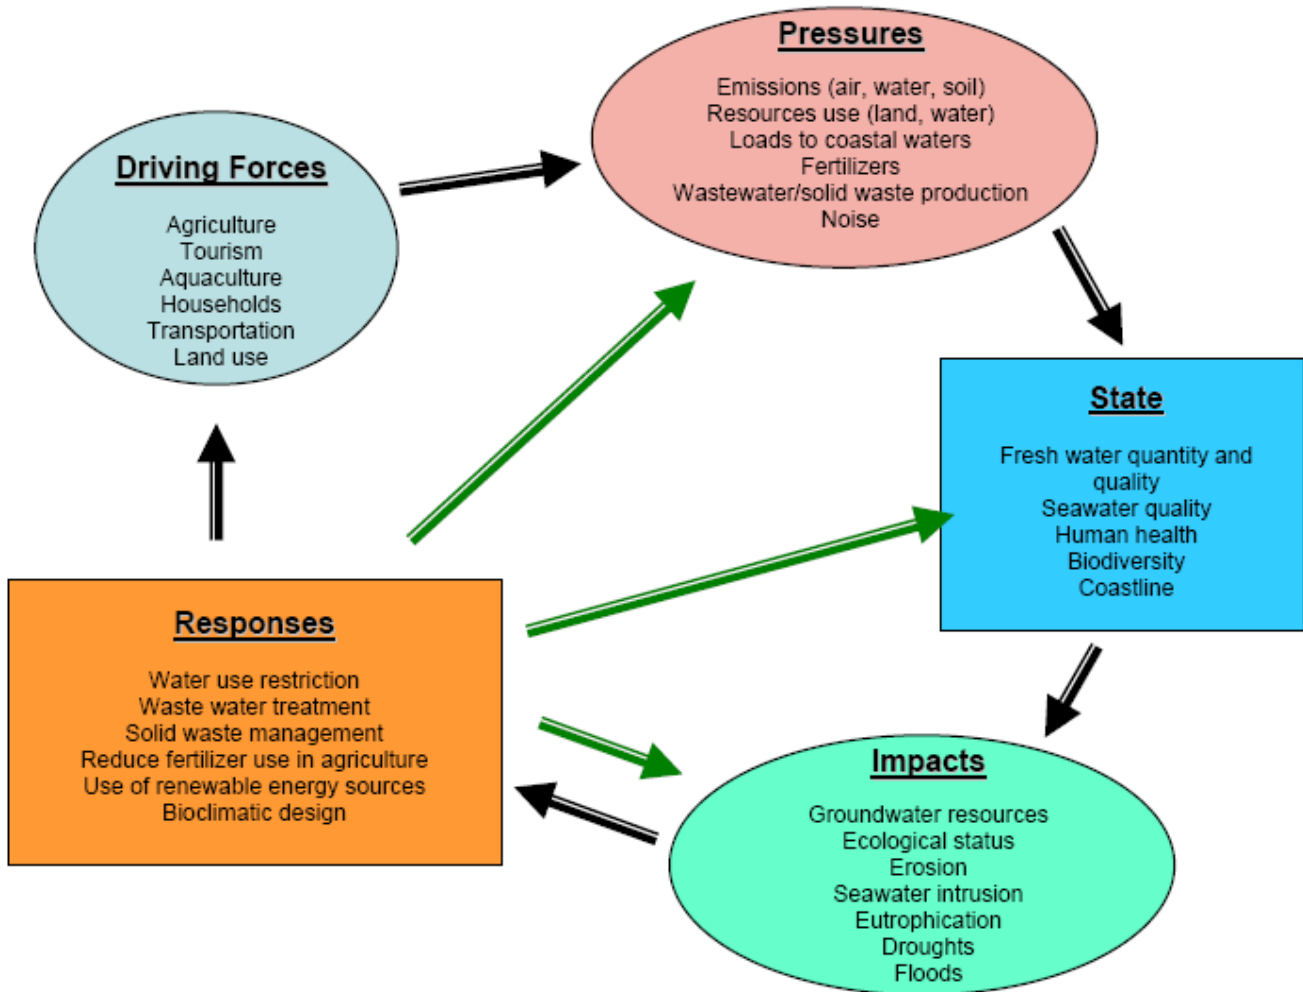 Pressures
Emissions (air, water, soil)
Resources use (land, water)
Loads to coastal waters
Fertilizers
Wastewater/solid waste production
Noise
Driving Forces
Agriculture
Tourism
Aquaculture
Households
Transportation
Land use
State
Fresh water quantity and
quality
Seawater quality
Human health
Biodiversity
Coastline
Responses
Water use restriction
Waste water treatment
Solid waste management
Reduce fertilizer use in agriculture
Use of renewable energy sources
Bioclimatic design
Impacts
Groundwater resources
Ecological status
Erosion
Seawater intrusion
Eutrophication
Droughts
Floods